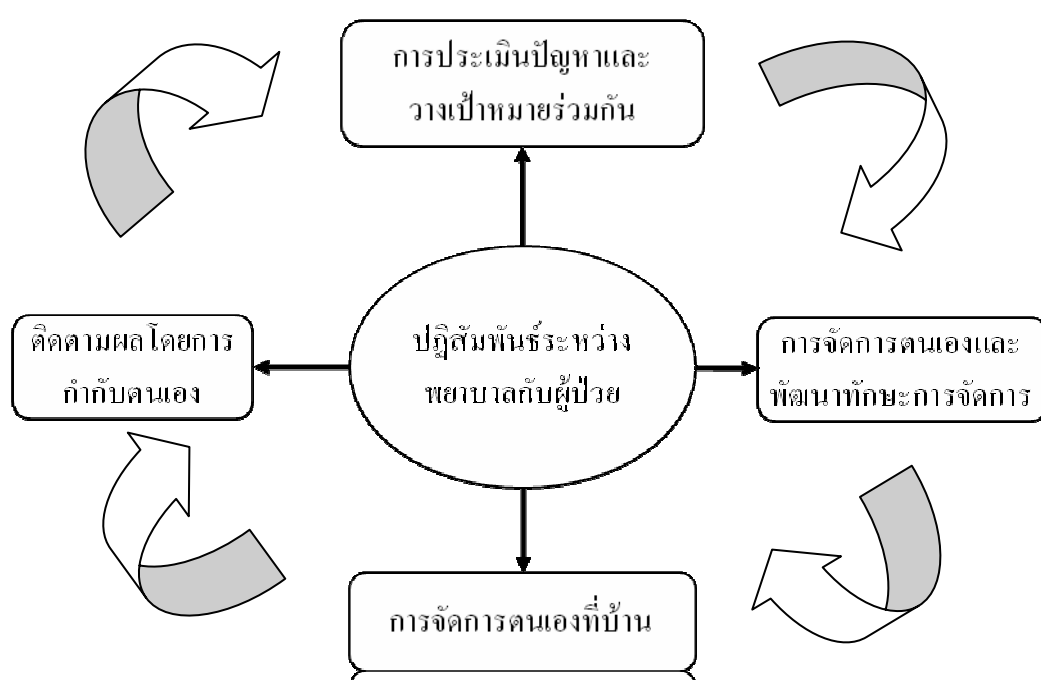 การประเมินปัญหาและ
วางเป้าหมายร่วมกัน
ติดตามผลโดยการ
กำกับตนเอง
ปฏิสัมพันธ์ระหว่าง
พยาบาลกับผู้ป่วย
การจัดการตนเองและ
พัฒนาทักษะการจัดการ
การจัดการตนเองที่บ้าน